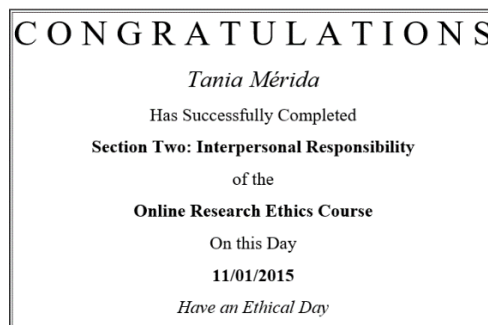 CONGRATULATIONS
Tania Mérida
Has Successfully Completed
Section Two: Interpersonal Responsibility
of the
Online Research Ethics Course
On this Day
11/01/2015
Have an Ethical Day